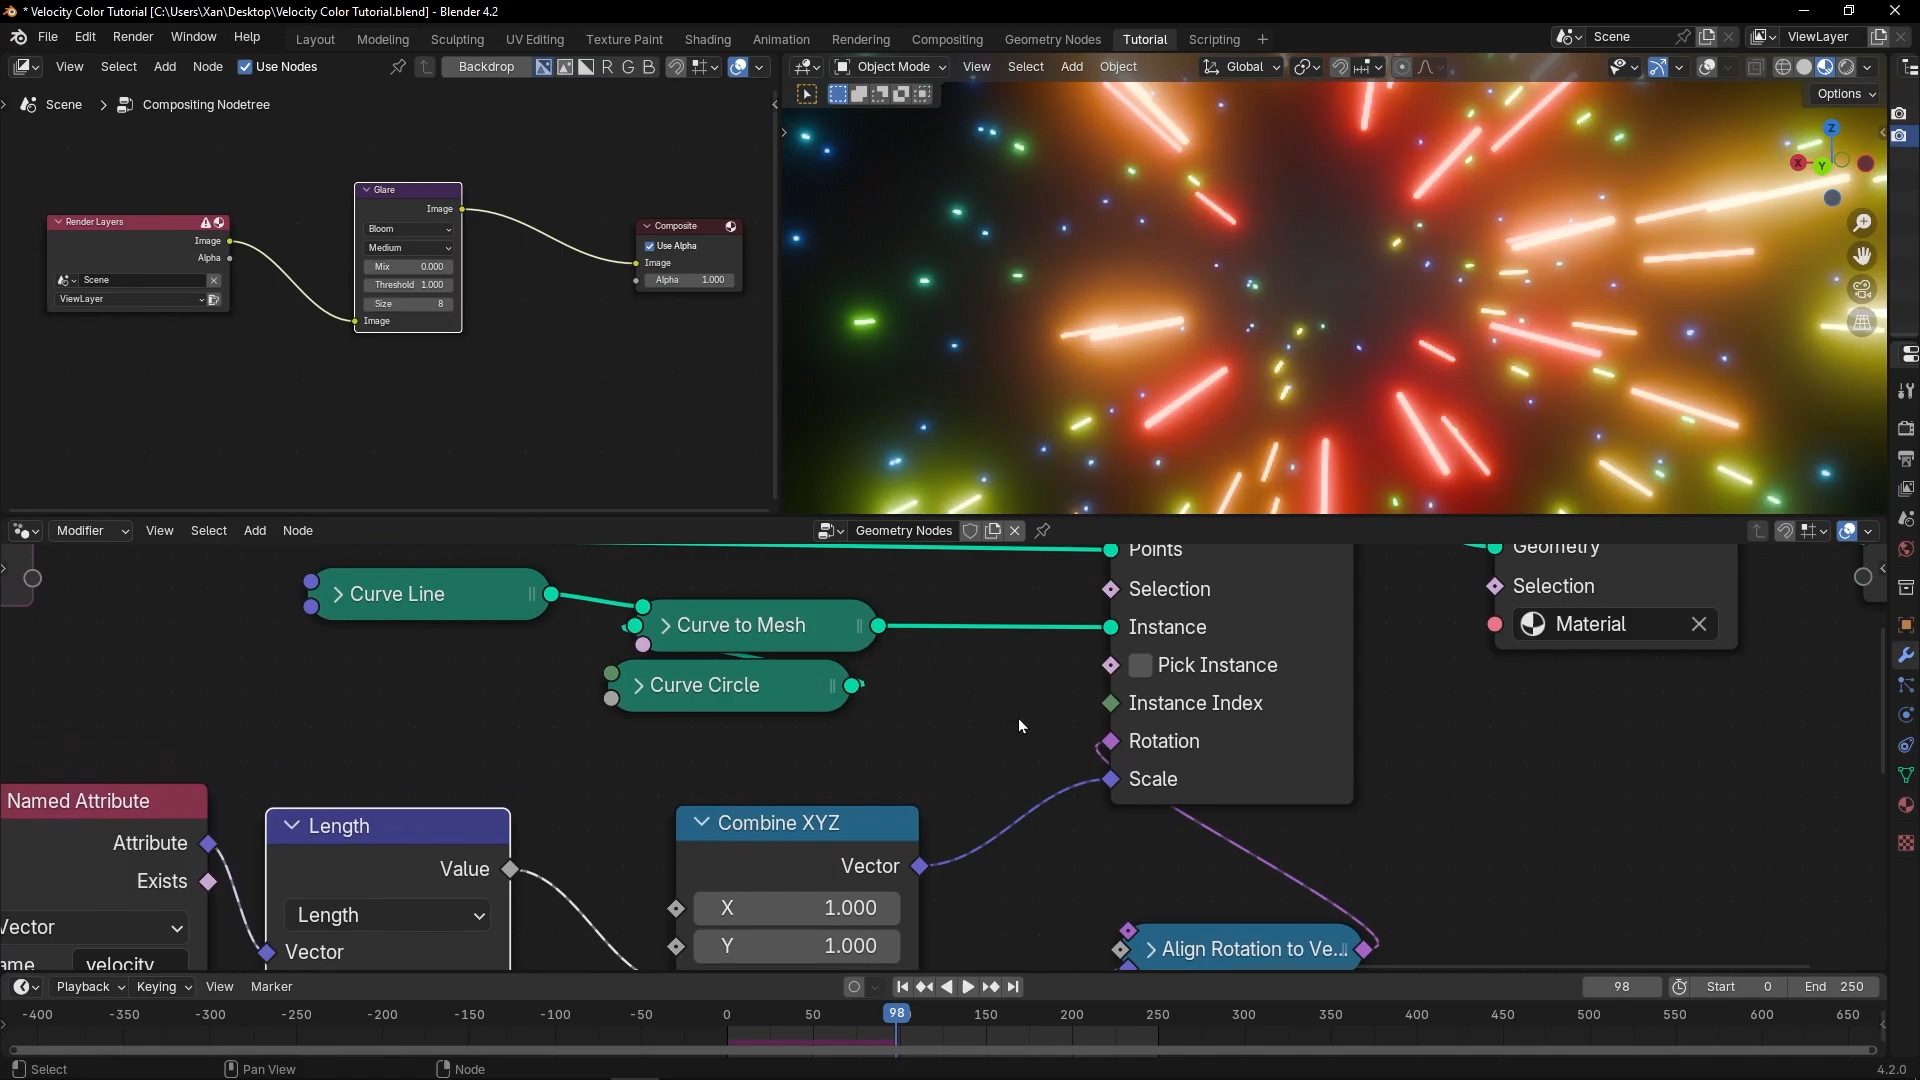 * Velocity Color Tutorial [C:\Users\Xan\Desktop\Velocity Color Tutorial.blend] - Blender 4.2
File Edit Render Window Help Layout Modeling Sculpting UV Editing Texture Paint Shading Animation Rendering Compositing Geometry Nodes Tutorial Scripting + Scene ViewLayer
View Select Add Node Use Nodes Backdrop R G B
Object Mode View Select Add Object Global
Options
Scene > Compositing Nodetree
Render Layers
Image
Alpha
Scene
ViewLayer
Glare
Image
Bloom
Medium
Mix 0.000
Threshold 1.000
Size 8
Image
Composite
Use Alpha
Image
Alpha 1.000
Z
X
Y
Modifier View Select Add Node Geometry Nodes
Curve Line
Curve to Mesh
Curve Circle
Points
Selection
Instance
Pick Instance
Instance Index
Rotation
Scale
Geometry
Selection
Material
Named Attribute
Attribute
Exists
Vector
ame velocity
Length
Value
Length
Vector
Combine XYZ
Vector
X 1.000
Y 1.000
Align Rotation to Ve...
Playback Keying View Marker 98 Start 0 End 250
-400 -350 -300 -250 -200 -150 -100 -50 0 50 98 150 200 250 300 350 400 450 500 550 600 650
Select Pan View Node 4.2.0